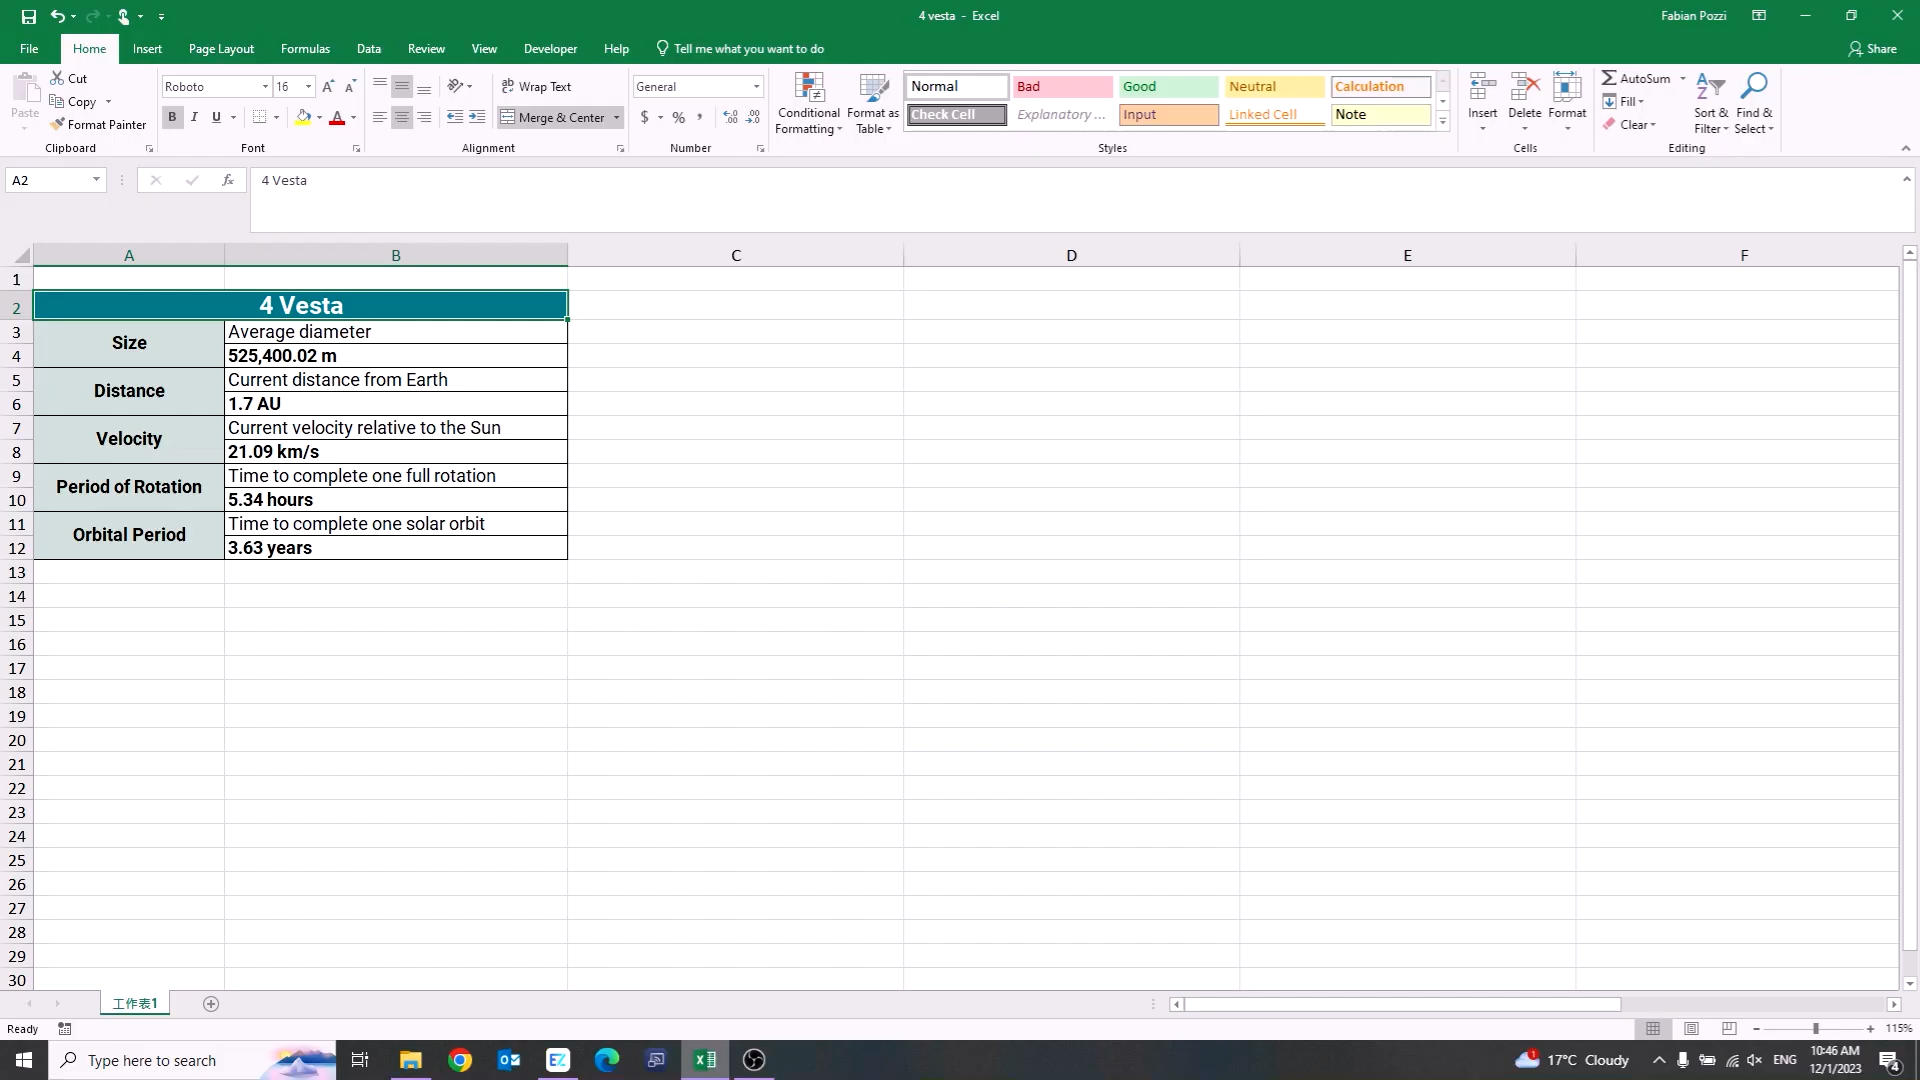 4 vesta - Excel
Fabian Pozzi
File Home Insert Page Layout Formulas Data Review View Developer Help Tell me what you want to do Share
Paste
Cut
Copy
Format Painter
Clipboard
Roboto 16
B I U
Font
Wrap Text
Merge & Center
Alignment
General
$ % ,
Number
Conditional Formatting
Format as Table
Normal Bad Good Neutral Calculation
Check Cell Explanatory ... Input Linked Cell Note
Styles
Insert Delete Format
Cells
AutoSum
Fill
Clear
Sort & Filter
Find & Select
Editing
A2 fx 4 Vesta
A B C D E F
1
2 4 Vesta
3 Size Average diameter
4 525,400.02 m
5 Distance Current distance from Earth
6 1.7 AU
7 Velocity Current velocity relative to the Sun
8 21.09 km/s
9 Period of Rotation Time to complete one full rotation
10 5.34 hours
11 Orbital Period Time to complete one solar orbit
12 3.63 years
13
14
15
16
17
18
19
20
21
22
23
24
25
26
27
28
29
30
工作表1
Ready
115%
Type here to search
17°C Cloudy
ENG
10:46 AM
12/1/2023
4